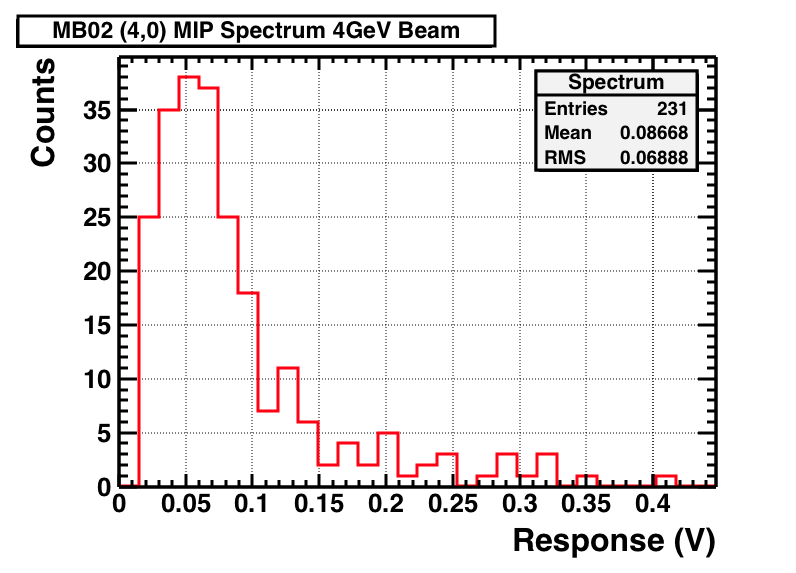 MB02 (4,0) MIP Spectrum 4GeV Beam
Counts
Spectrum
Entries 231
Mean 0.08668
RMS 0.06888
35
30
25
20
15
10
5
0
0 0.05 0.1 0.15 0.2 0.25 0.3 0.35 0.4
Response (V)